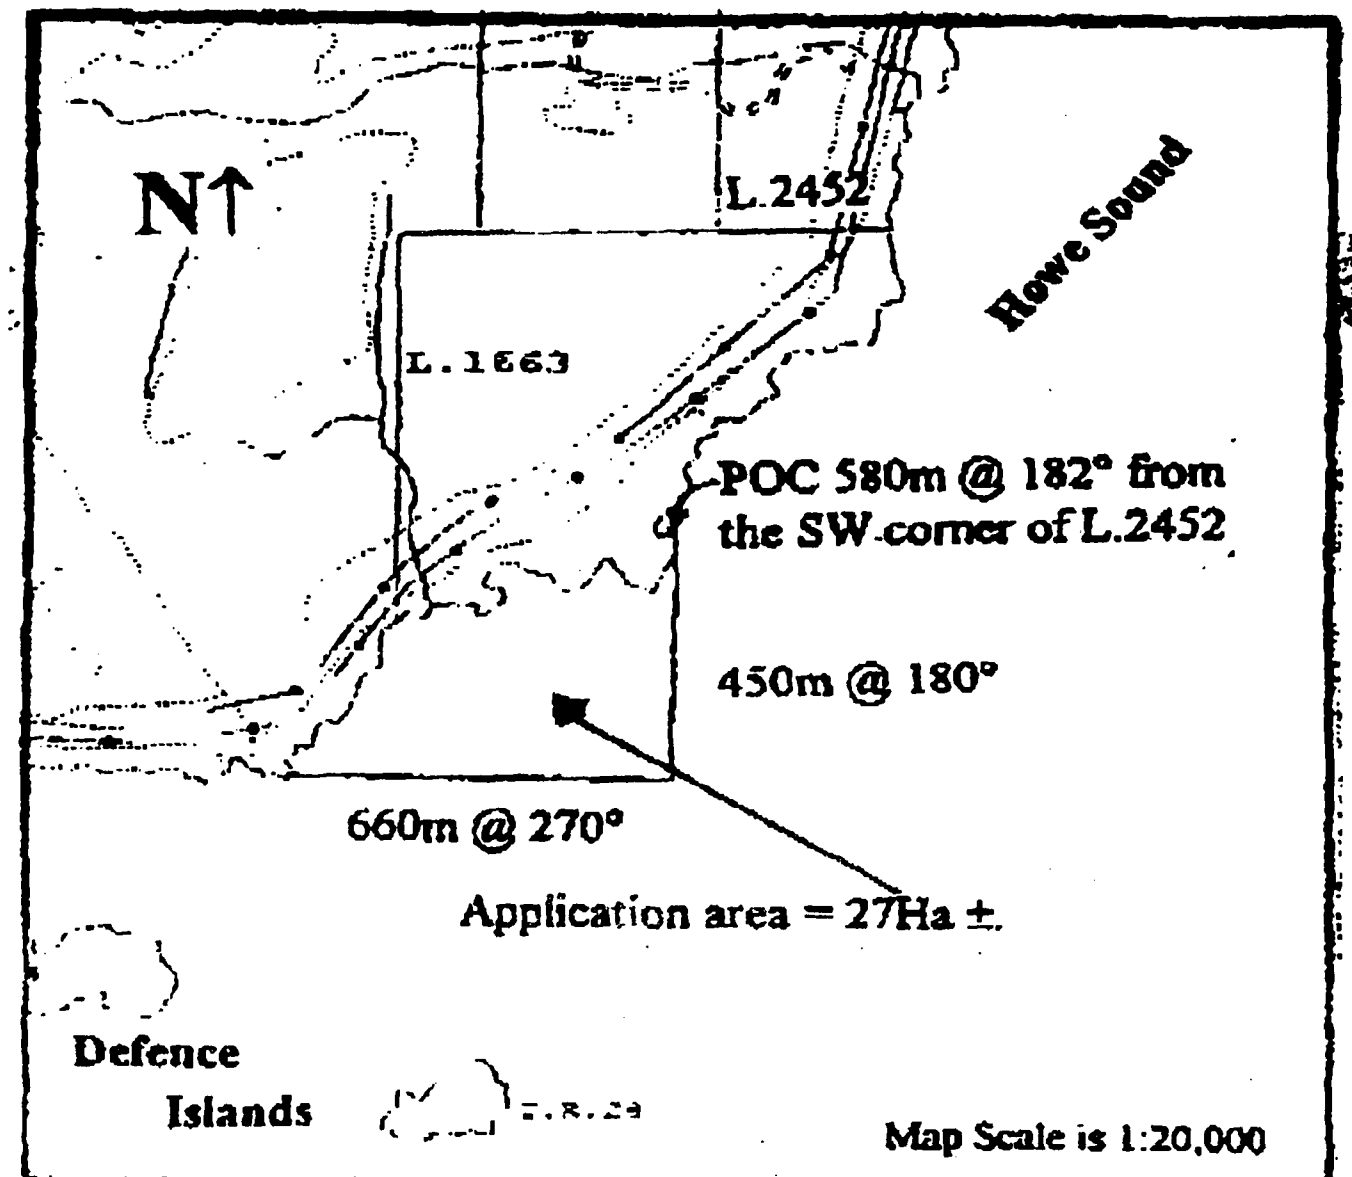 N↑
L.2452
Howe Sound
L.1663
POC 580m @ 182° from
the SW corner of L.2452
450m @ 180°
660m @ 270°
Application area = 27Ha ±.
Defence
Islands
Map Scale is 1:20,000